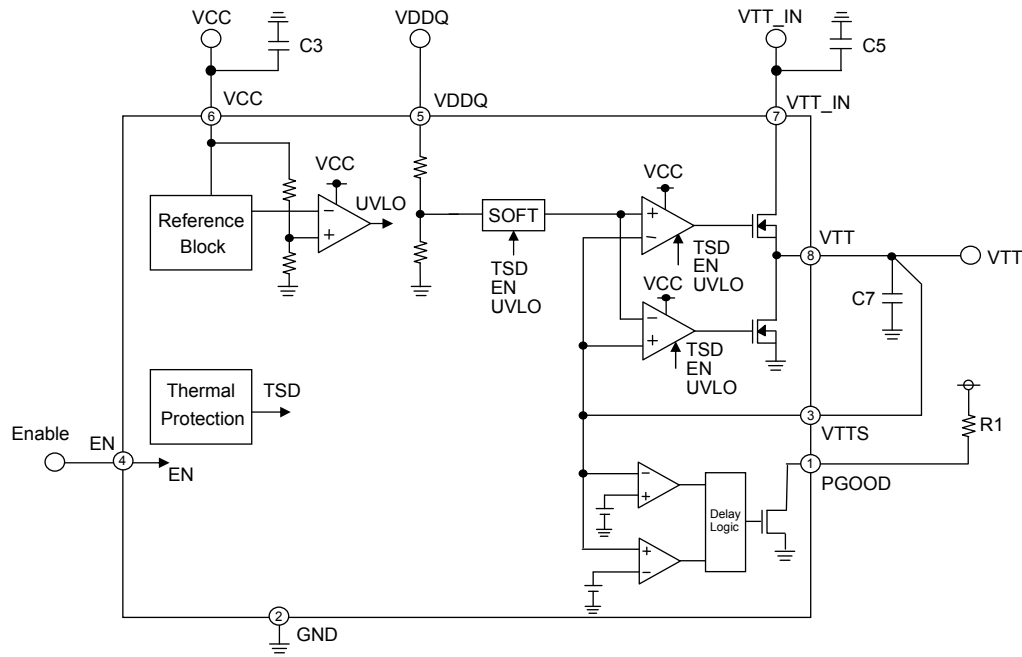 VCC
C3
VDDQ
VTT_IN
C5
VCC
6
VDDQ
5
VTT_IN
7
Reference
Block
VCC
−
+
UVLO
SOFT
TSD
EN
UVLO
VCC
+
−
TSD
EN
UVLO
VTT
8
VTT
C7
VCC
−
+
TSD
EN
UVLO
Thermal
Protection
TSD
3
VTTS
R1
Enable
EN
4
EN
1
PGOOD
−
+
Delay
Logic
+
−
2
GND